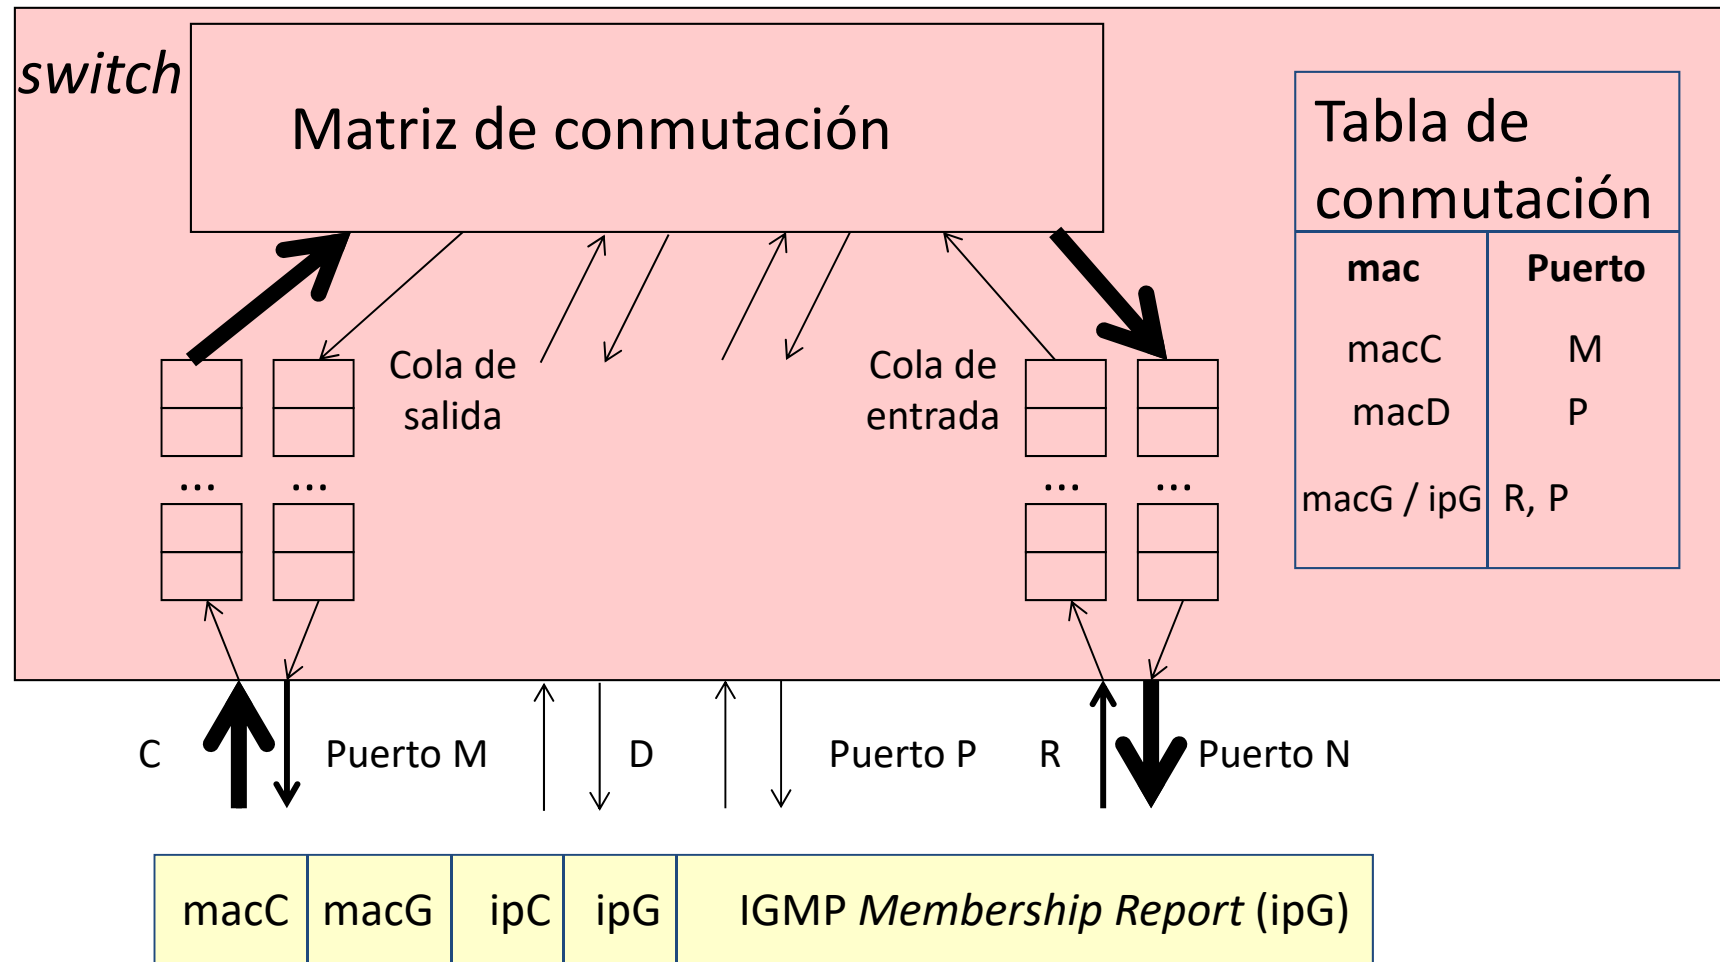 switch
Matriz de conmutación
Tabla de
conmutación
mac Puerto
macC M
macD P
macG / ipG R, P
Cola de
salida
Cola de
entrada
... ... ... ...
C Puerto M D Puerto P R Puerto N
macC macG ipC ipG IGMP Membership Report (ipG)